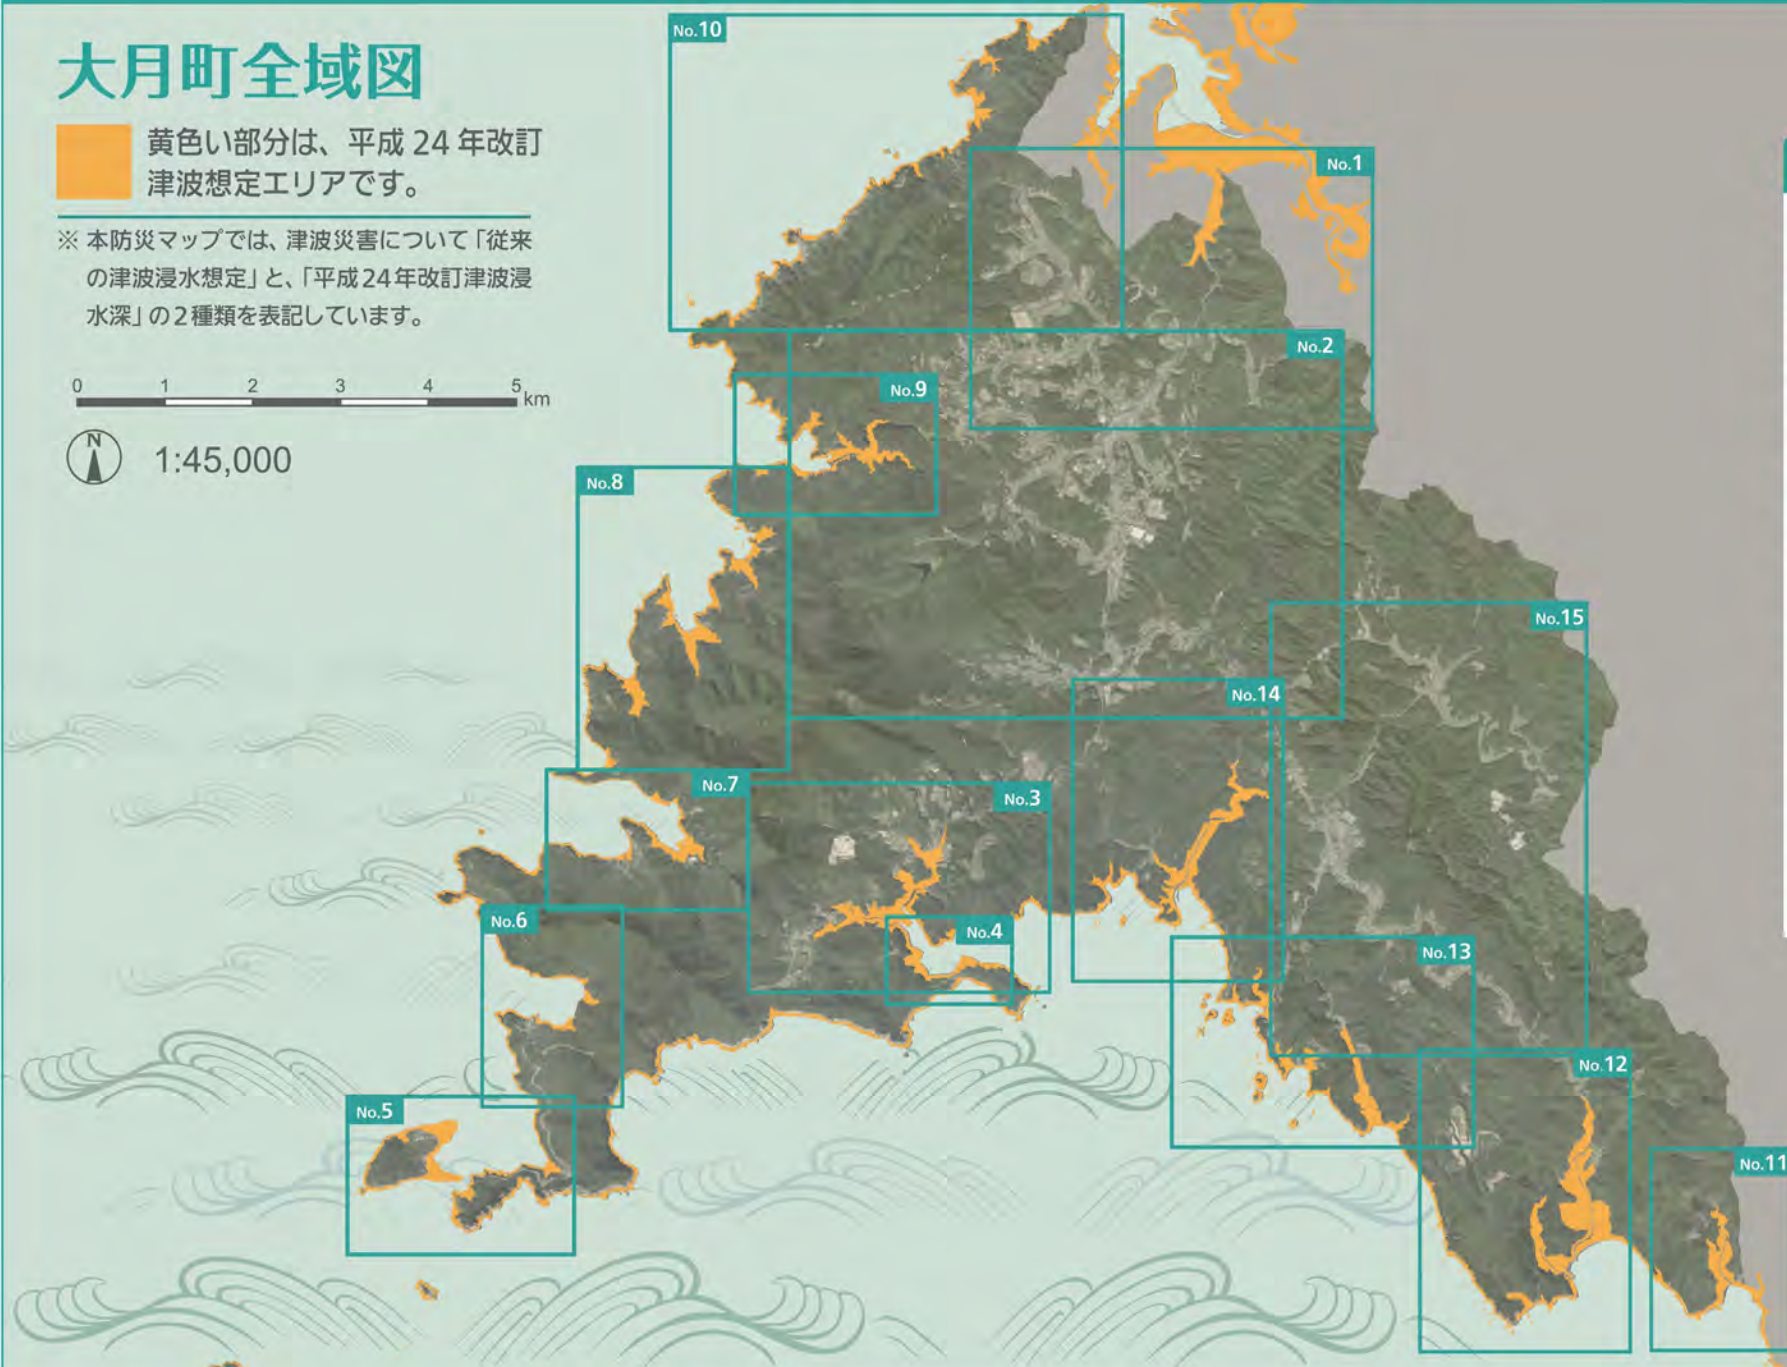 大月町全域図
黄色い部分は、平成 24 年改訂
津波想定エリアです。
※ 本防災マップでは、津波災害について「従来
の津波浸水想定」と、「平成24年改訂津波浸
水深」の2種類を表記しています。
0 1 2 3 4 5 km
N
1:45,000
No.10
No.1
No.2
No.9
No.8
No.15
No.14
No.7
No.3
No.6
No.4
No.13
No.12
No.5
No.11